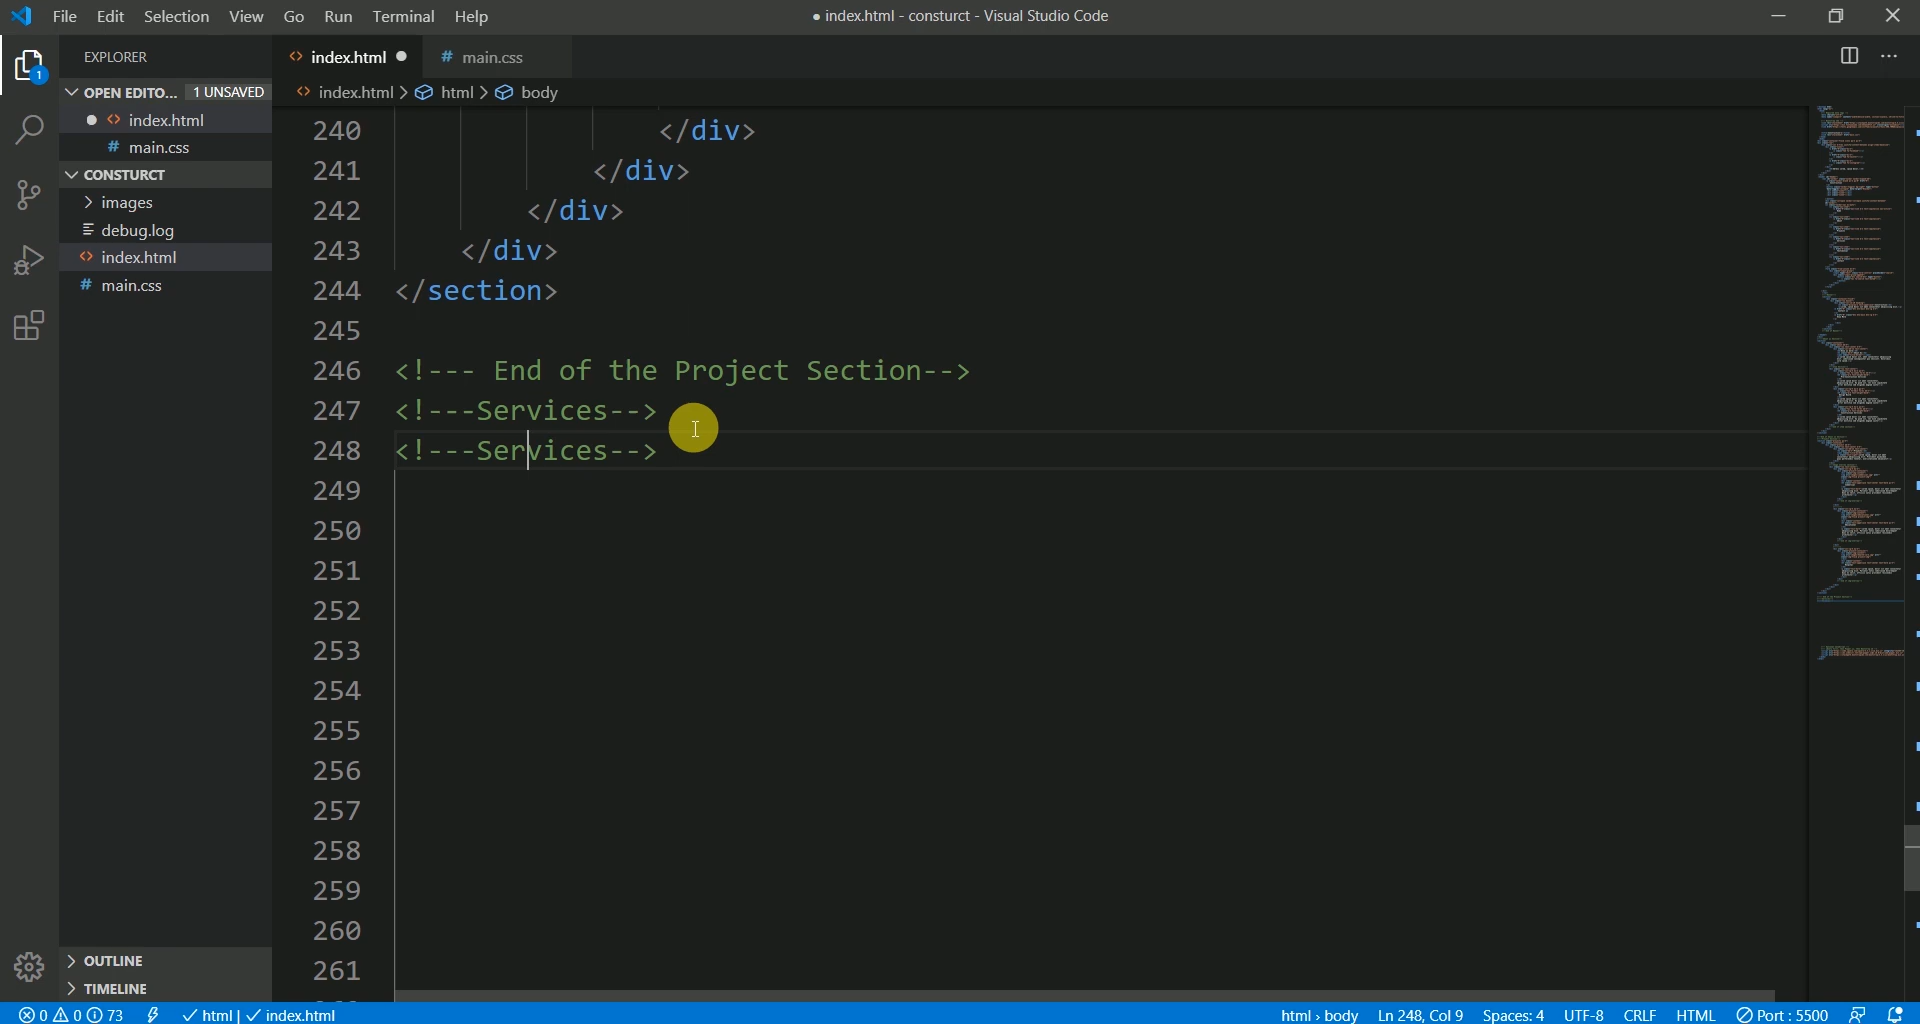 File Edit Selection View Go Run Terminal Help
● index.html - consturct - Visual Studio Code
EXPLORER
OPEN EDITO... 1 UNSAVED
index.html
main.css
CONSTURCT
images
debug.log
index.html
main.css
OUTLINE
TIMELINE
1
index.html
main.css
index.html > html > body
240 </div>
241 </div>
242 </div>
243 </div>
244 </section>
245
246 <!--- End of the Project Section-->
247 <!---Services-->
248 <!---Services-->
249
250
251
252
253
254
255
256
257
258
259
260
261
0 0 73 html | index.html
html > body Ln 248, Col 9 Spaces: 4 UTF-8 CRLF HTML Port : 5500